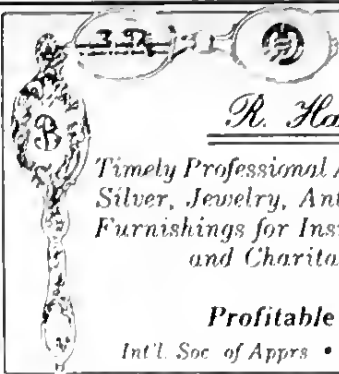 R. Ha
Timely Professional A
Silver, Jewelry, Ant
Furnishings for Ins
and Charita
Profitable
Int'l. Soc. of Apprs •